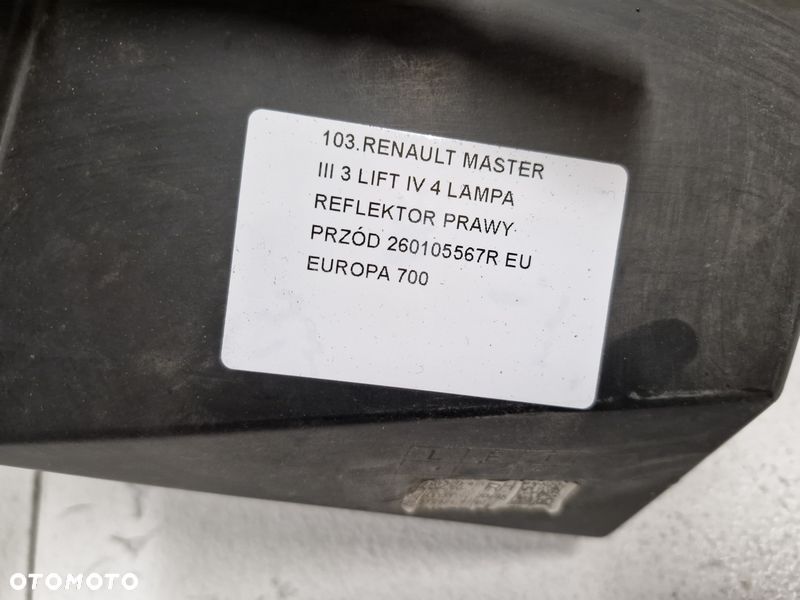 103.RENAULT MASTER
III 3 LIFT IV 4 LAMPA
REFLEKTOR PRAWY
PRZÓD 260105567R EU
EUROPA 700
OTOMOTO